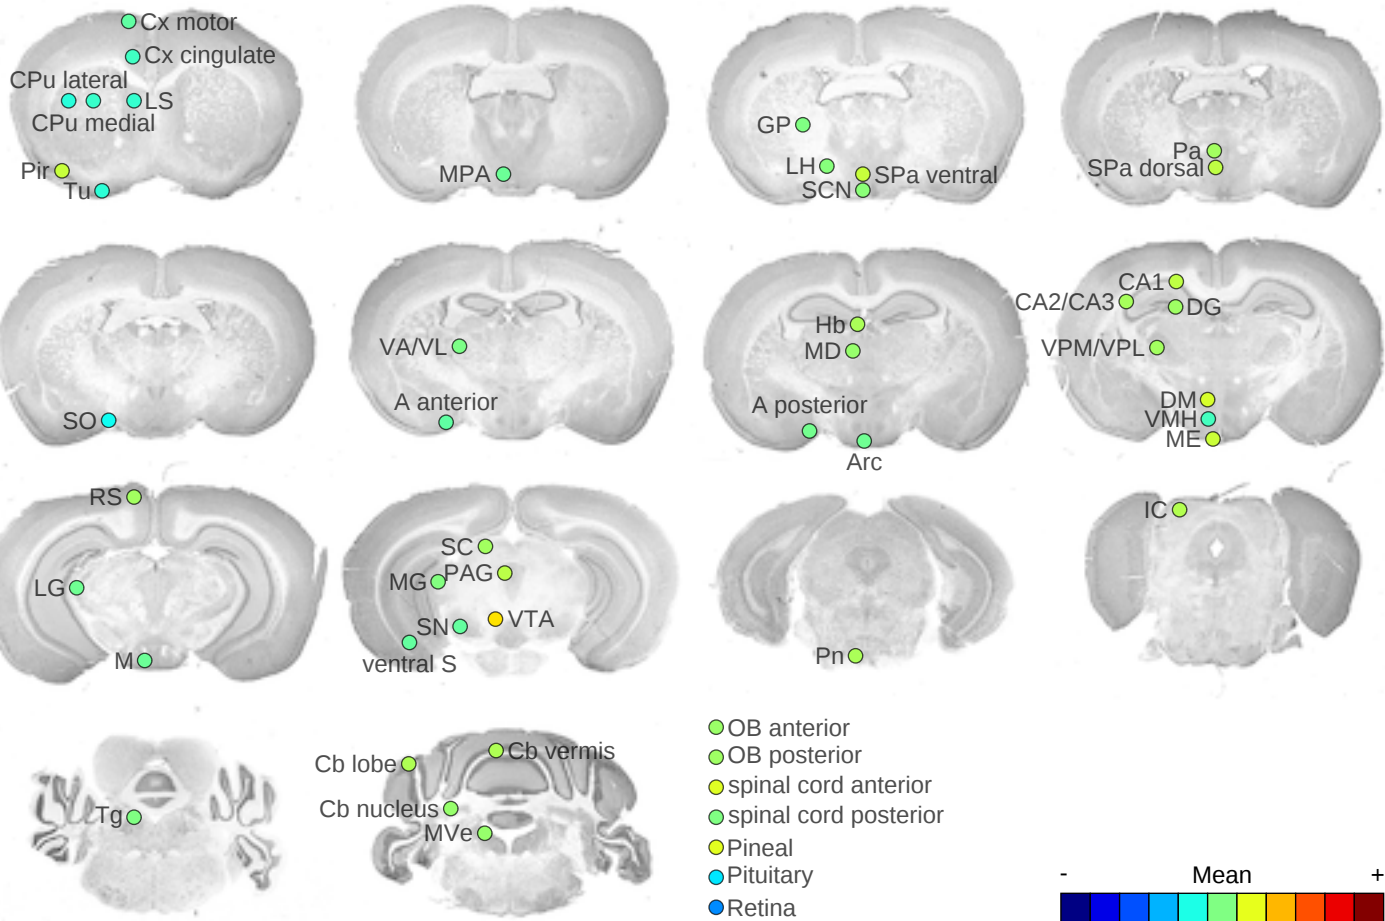 Cx motor
Cx cingulate
CPu lateral
LS
CPu medial
Pir
Tu
MPA
GP
LH
SPa ventral
SCN
Pa
SPa dorsal
SO
VA/VL
A anterior
Hb
MD
A posterior
Arc
CA1
CA2/CA3
DG
VPM/VPL
DM
VMH
ME
RS
LG
M
SC
PAG
MG
VTA
SN
ventral S
Pn
IC
Tg
Cb vermis
Cb lobe
Cb nucleus
MVe
OB anterior
OB posterior
spinal cord anterior
spinal cord posterior
Pineal
Pituitary
Retina
- Mean +